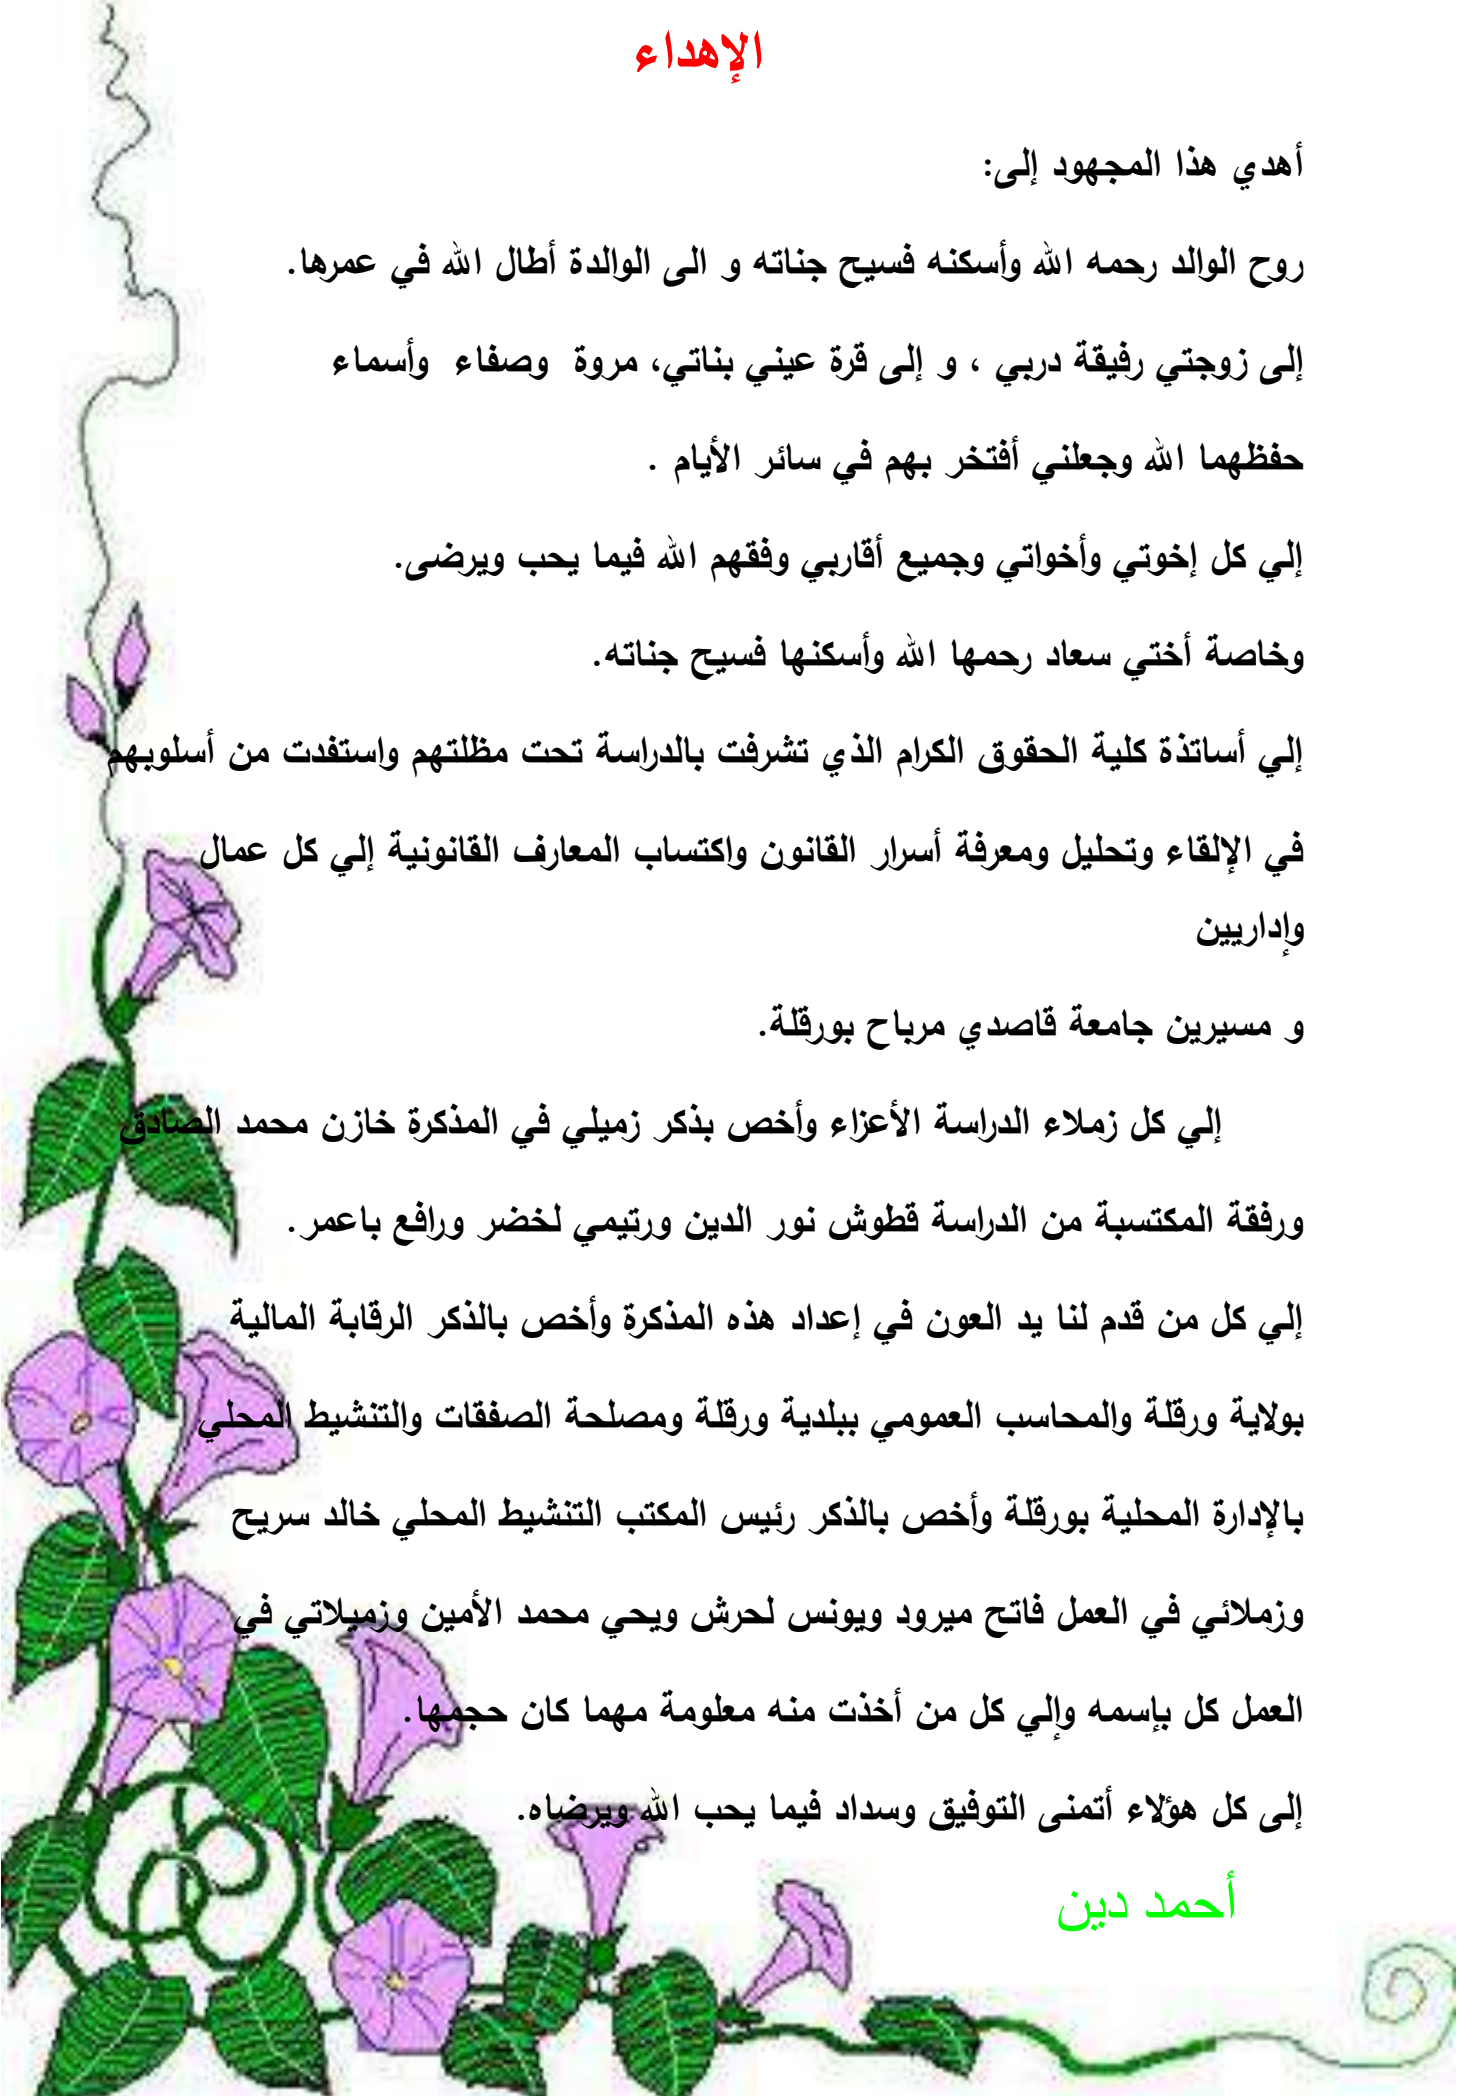 الإهداء
أهدي هذا المجهود إلى:
روح الوالد رحمه الله وأسكنه فسيح جناته و الى الوالدة أطال الله في عمرها.
إلى زوجتي رفيقة دربي ، و إلى قرة عيني بناتي، مروة وصفاء وأسماء
حفظهما الله وجعلني أفتخر بهم في سائر الأيام .
إلي كل إخوتي وأخواتي وجميع أقاربي وفقهم الله فيما يحب ويرضى.
وخاصة أختي سعاد رحمها الله وأسكنها فسيح جناته.
إلي أساتذة كلية الحقوق الكرام الذي تشرفت بالدراسة تحت مظلتهم واستفدت من أسلوبهم
في الإلقاء وتحليل ومعرفة أسرار القانون واكتساب المعارف القانونية إلي كل عمال
وإداريين
و مسيرين جامعة قاصدي مرباح بورقلة.
إلي كل زملاء الدراسة الأعزاء وأخص بذكر زميلي في المذكرة خازن محمد الصادق
ورفقة المكتسبة من الدراسة قطوش نور الدين ورتيمي لخضر ورافع باعمر.
إلي كل من قدم لنا يد العون في إعداد هذه المذكرة وأخص بالذكر الرقابة المالية
بولاية ورقلة والمحاسب العمومي ببلدية ورقلة ومصلحة الصفقات والتنشيط المحلي
بالإدارة المحلية بورقلة وأخص بالذكر رئيس المكتب التنشيط المحلي خالد سريح
وزملائي في العمل فاتح ميرود ويونس لحرش ويحي محمد الأمين وزميلاتي في
العمل كل بإسمه وإلي كل من أخذت منه معلومة مهما كان حجمها.
إلى كل هؤلاء أتمنى التوفيق وسداد فيما يحب الله ويرضاه.
أحمد دين